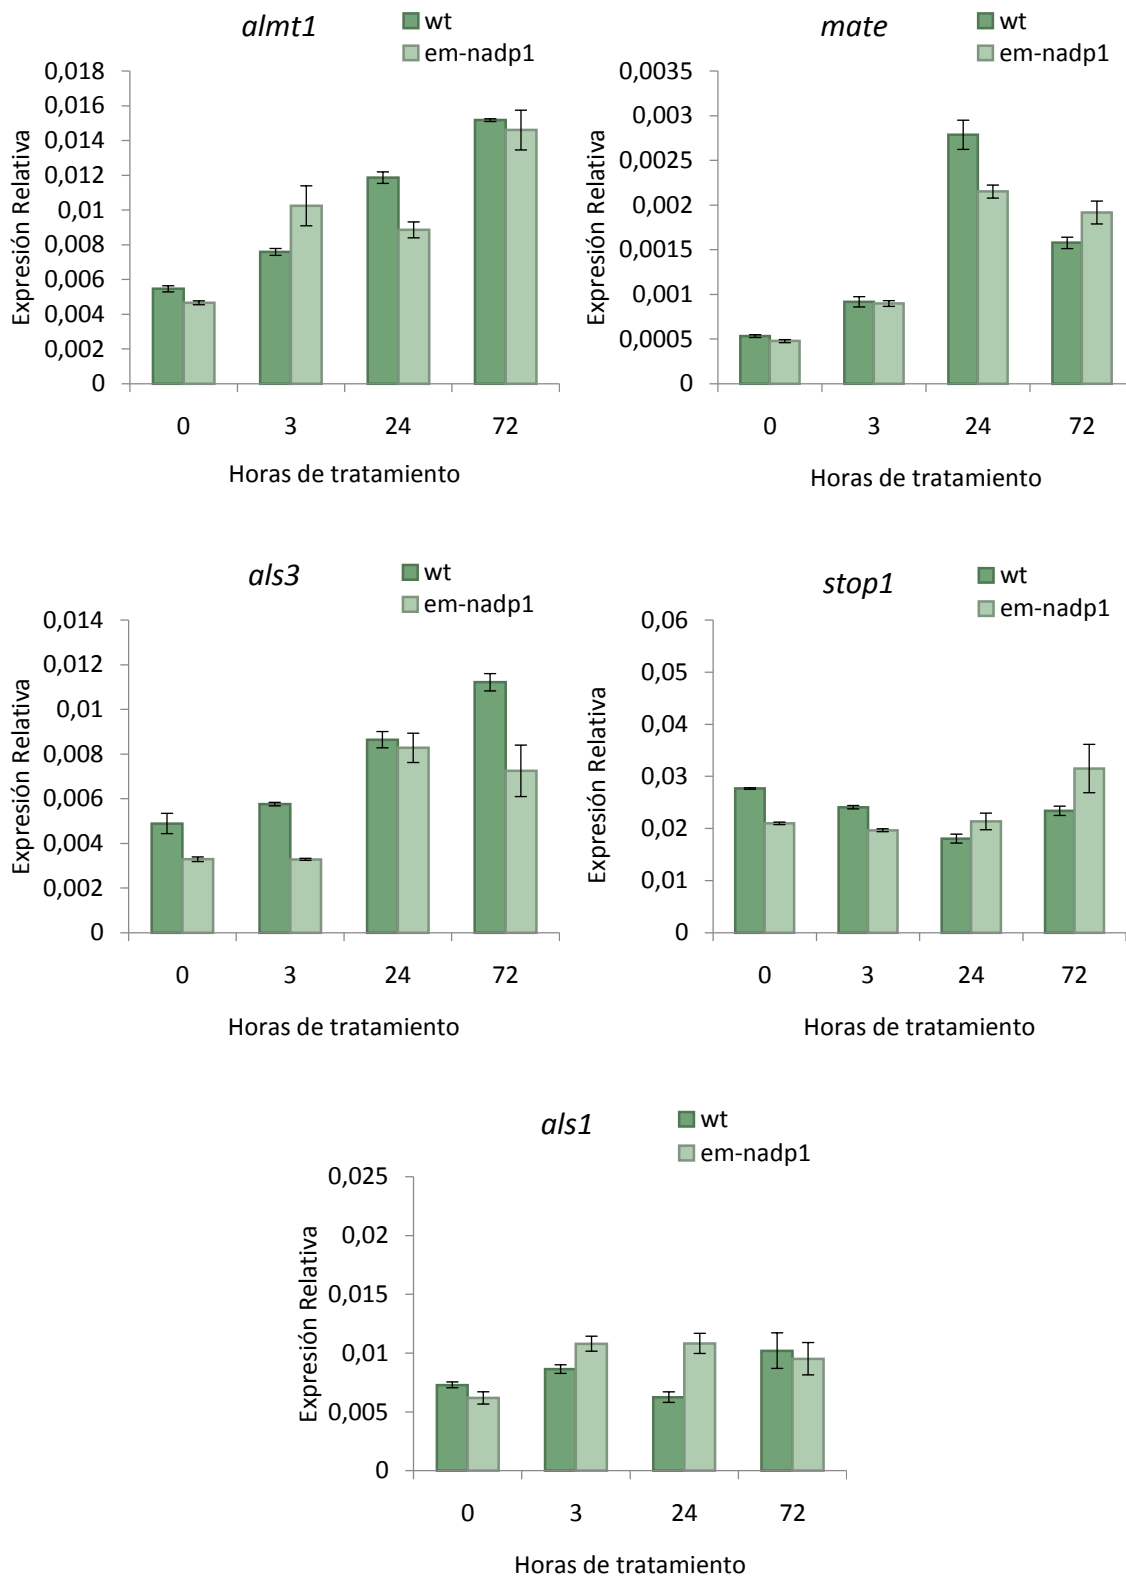 almt1
wt
em-nadp1
Expresión Relativa
0,018
0,016
0,014
0,012
0,01
0,008
0,006
0,004
0,002
0
0 3 24 72
Horas de tratamiento
mate
wt
em-nadp1
Expresión Relativa
0,0035
0,003
0,0025
0,002
0,0015
0,001
0,0005
0
0 3 24 72
Horas de tratamiento
als3
wt
em-nadp1
Expresión Relativa
0,014
0,012
0,01
0,008
0,006
0,004
0,002
0
0 3 24 72
Horas de tratamiento
stop1
wt
em-nadp1
Expresión Relativa
0,06
0,05
0,04
0,03
0,02
0,01
0
0 3 24 72
Horas de tratamiento
als1
wt
em-nadp1
Expresión Relativa
0,025
0,02
0,015
0,01
0,005
0
0 3 24 72
Horas de tratamiento